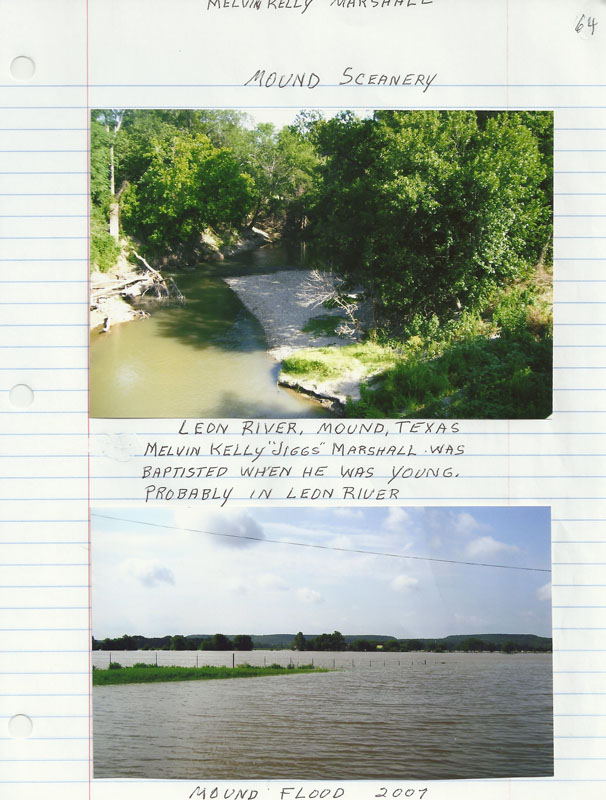 MELVIN KELLY MARSHALL
64
MOUND SCEANERY
LEON RIVER, MOUND, TEXAS
MELVIN KELLY "JIGGS" MARSHALL WAS
BAPTISTED WHEN HE WAS YOUNG.
PROBABLY IN LEON RIVER
MOUND FLOOD 2007